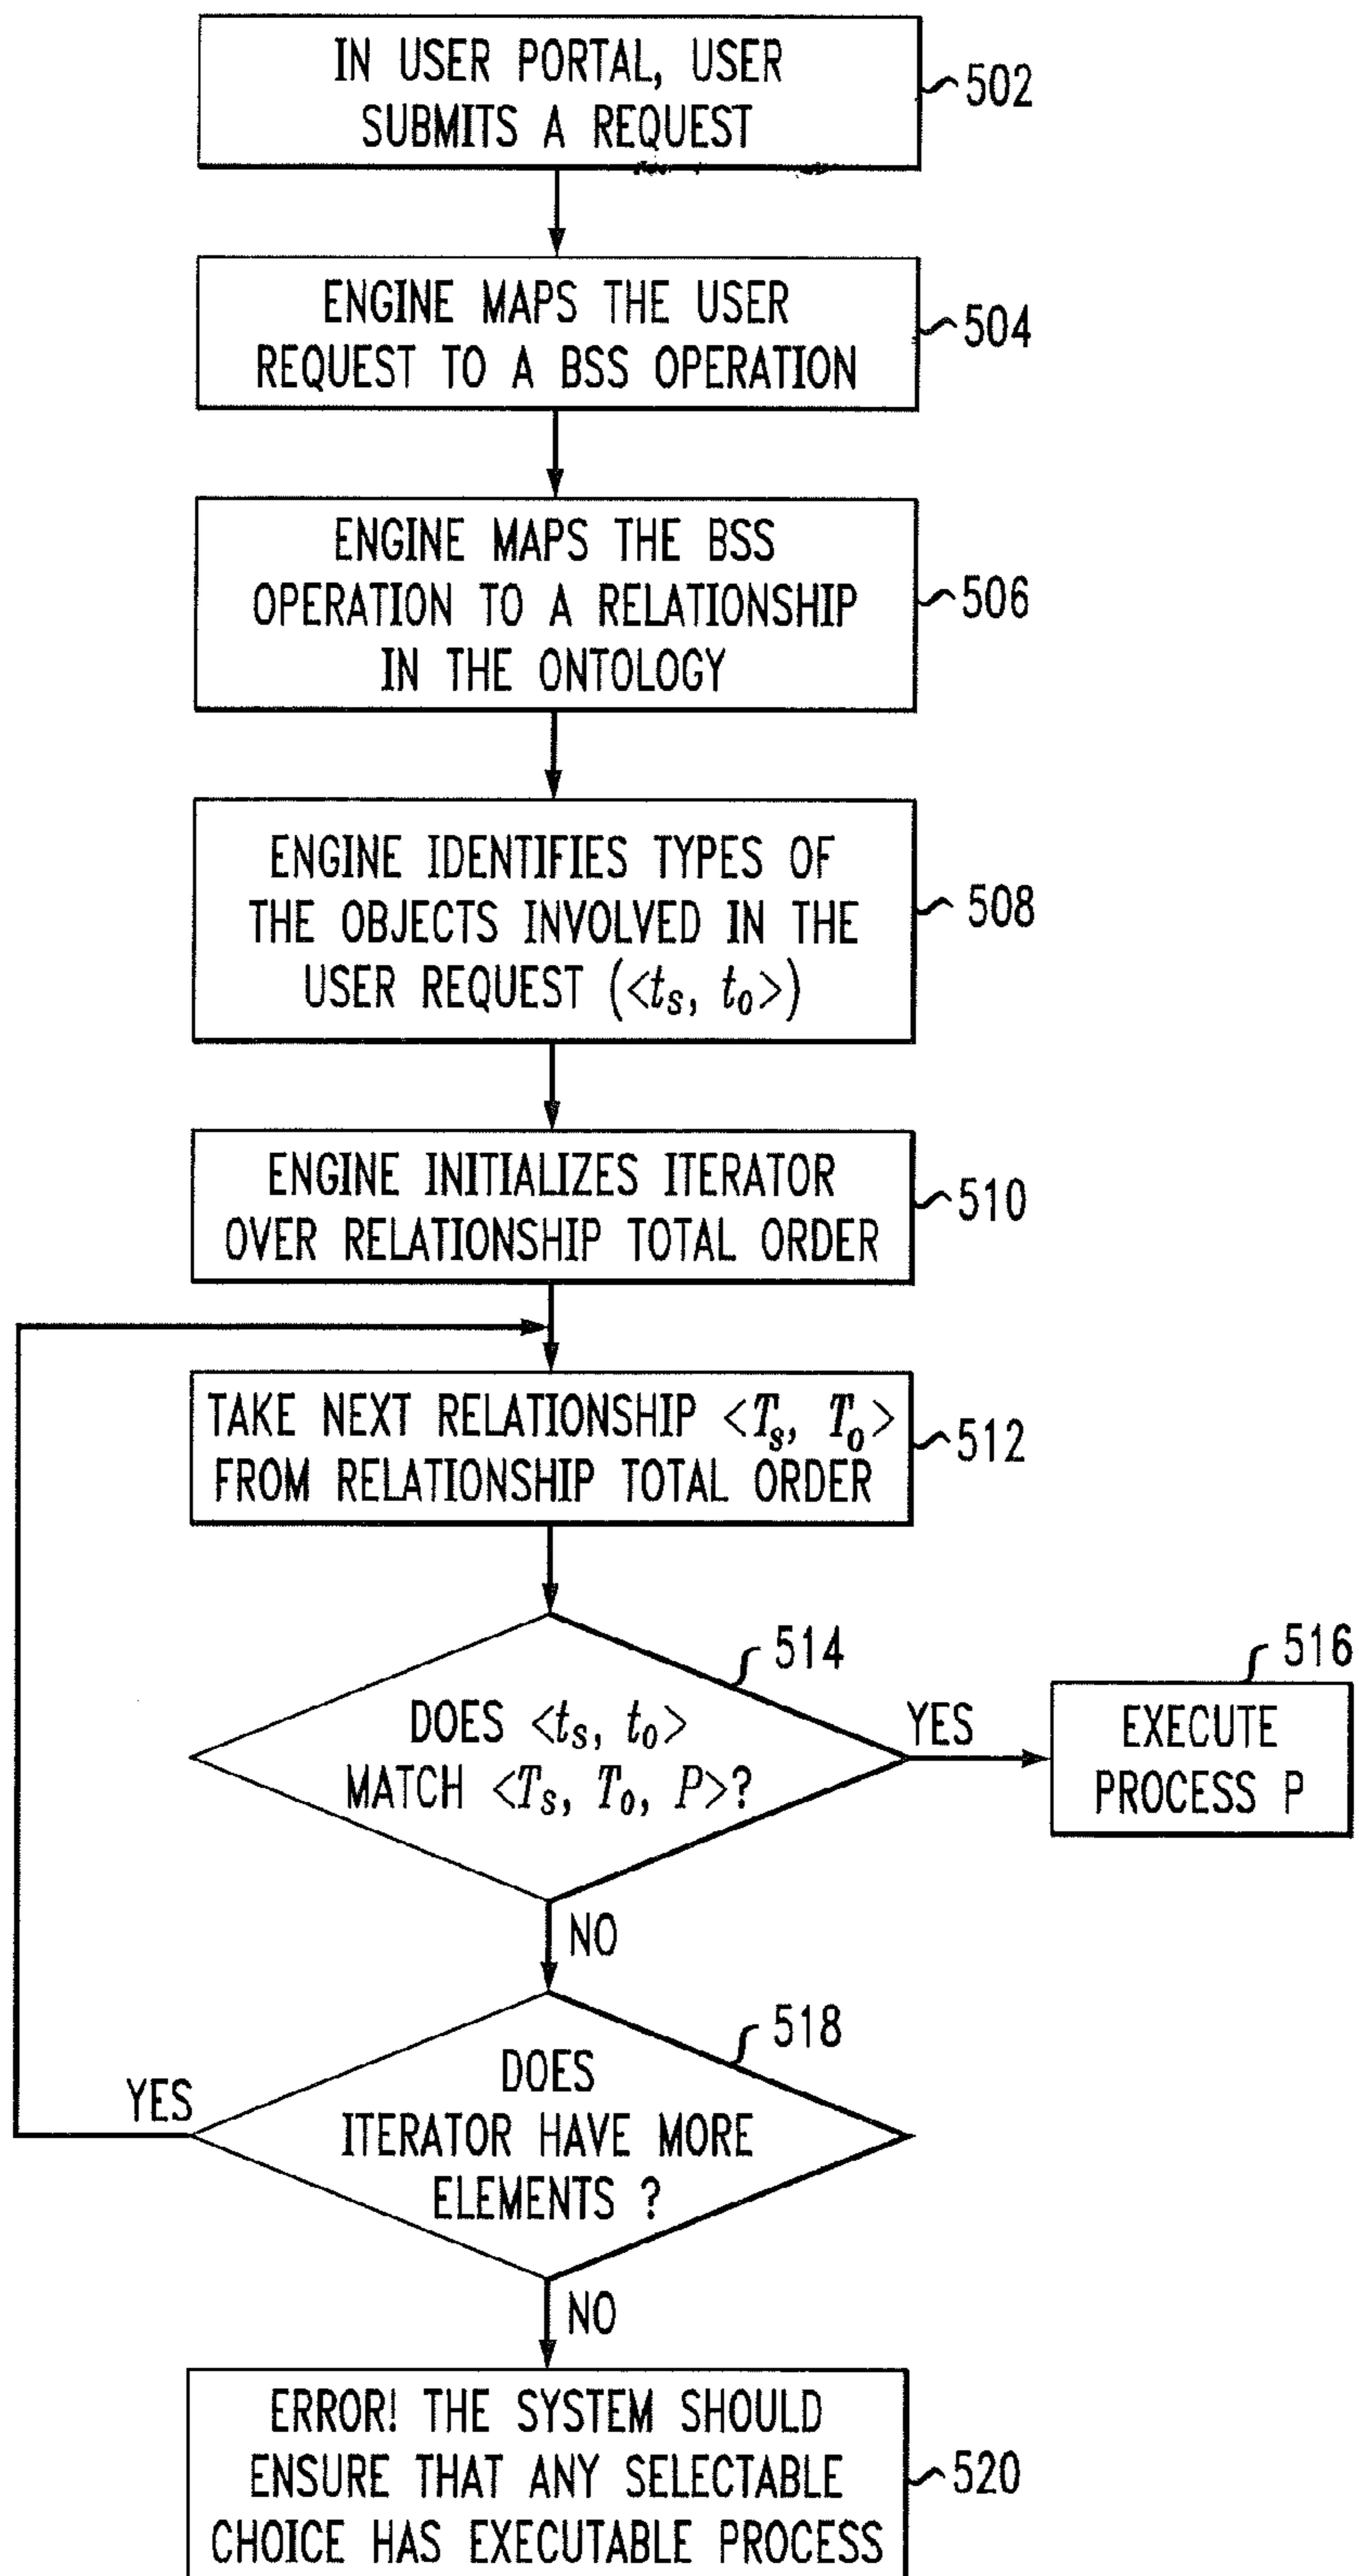 IN USER PORTAL, USER
SUBMITS A REQUEST
502
ENGINE MAPS THE USER
REQUEST TO A BSS OPERATION
504
ENGINE MAPS THE BSS
OPERATION TO A RELATIONSHIP
IN THE ONTOLOGY
506
ENGINE IDENTIFIES TYPES OF
THE OBJECTS INVOLVED IN THE
USER REQUEST (<tₛ, t₀>)
508
ENGINE INITIALIZES ITERATOR
OVER RELATIONSHIP TOTAL ORDER
510
TAKE NEXT RELATIONSHIP <Tₛ, T₀>
FROM RELATIONSHIP TOTAL ORDER
512
514
DOES <tₛ, t₀>
MATCH <Tₛ, T₀, P>?
YES
516
EXECUTE
PROCESS P
NO
518
DOES
ITERATOR HAVE MORE
ELEMENTS ?
YES
NO
ERROR! THE SYSTEM SHOULD
ENSURE THAT ANY SELECTABLE
CHOICE HAS EXECUTABLE PROCESS
520